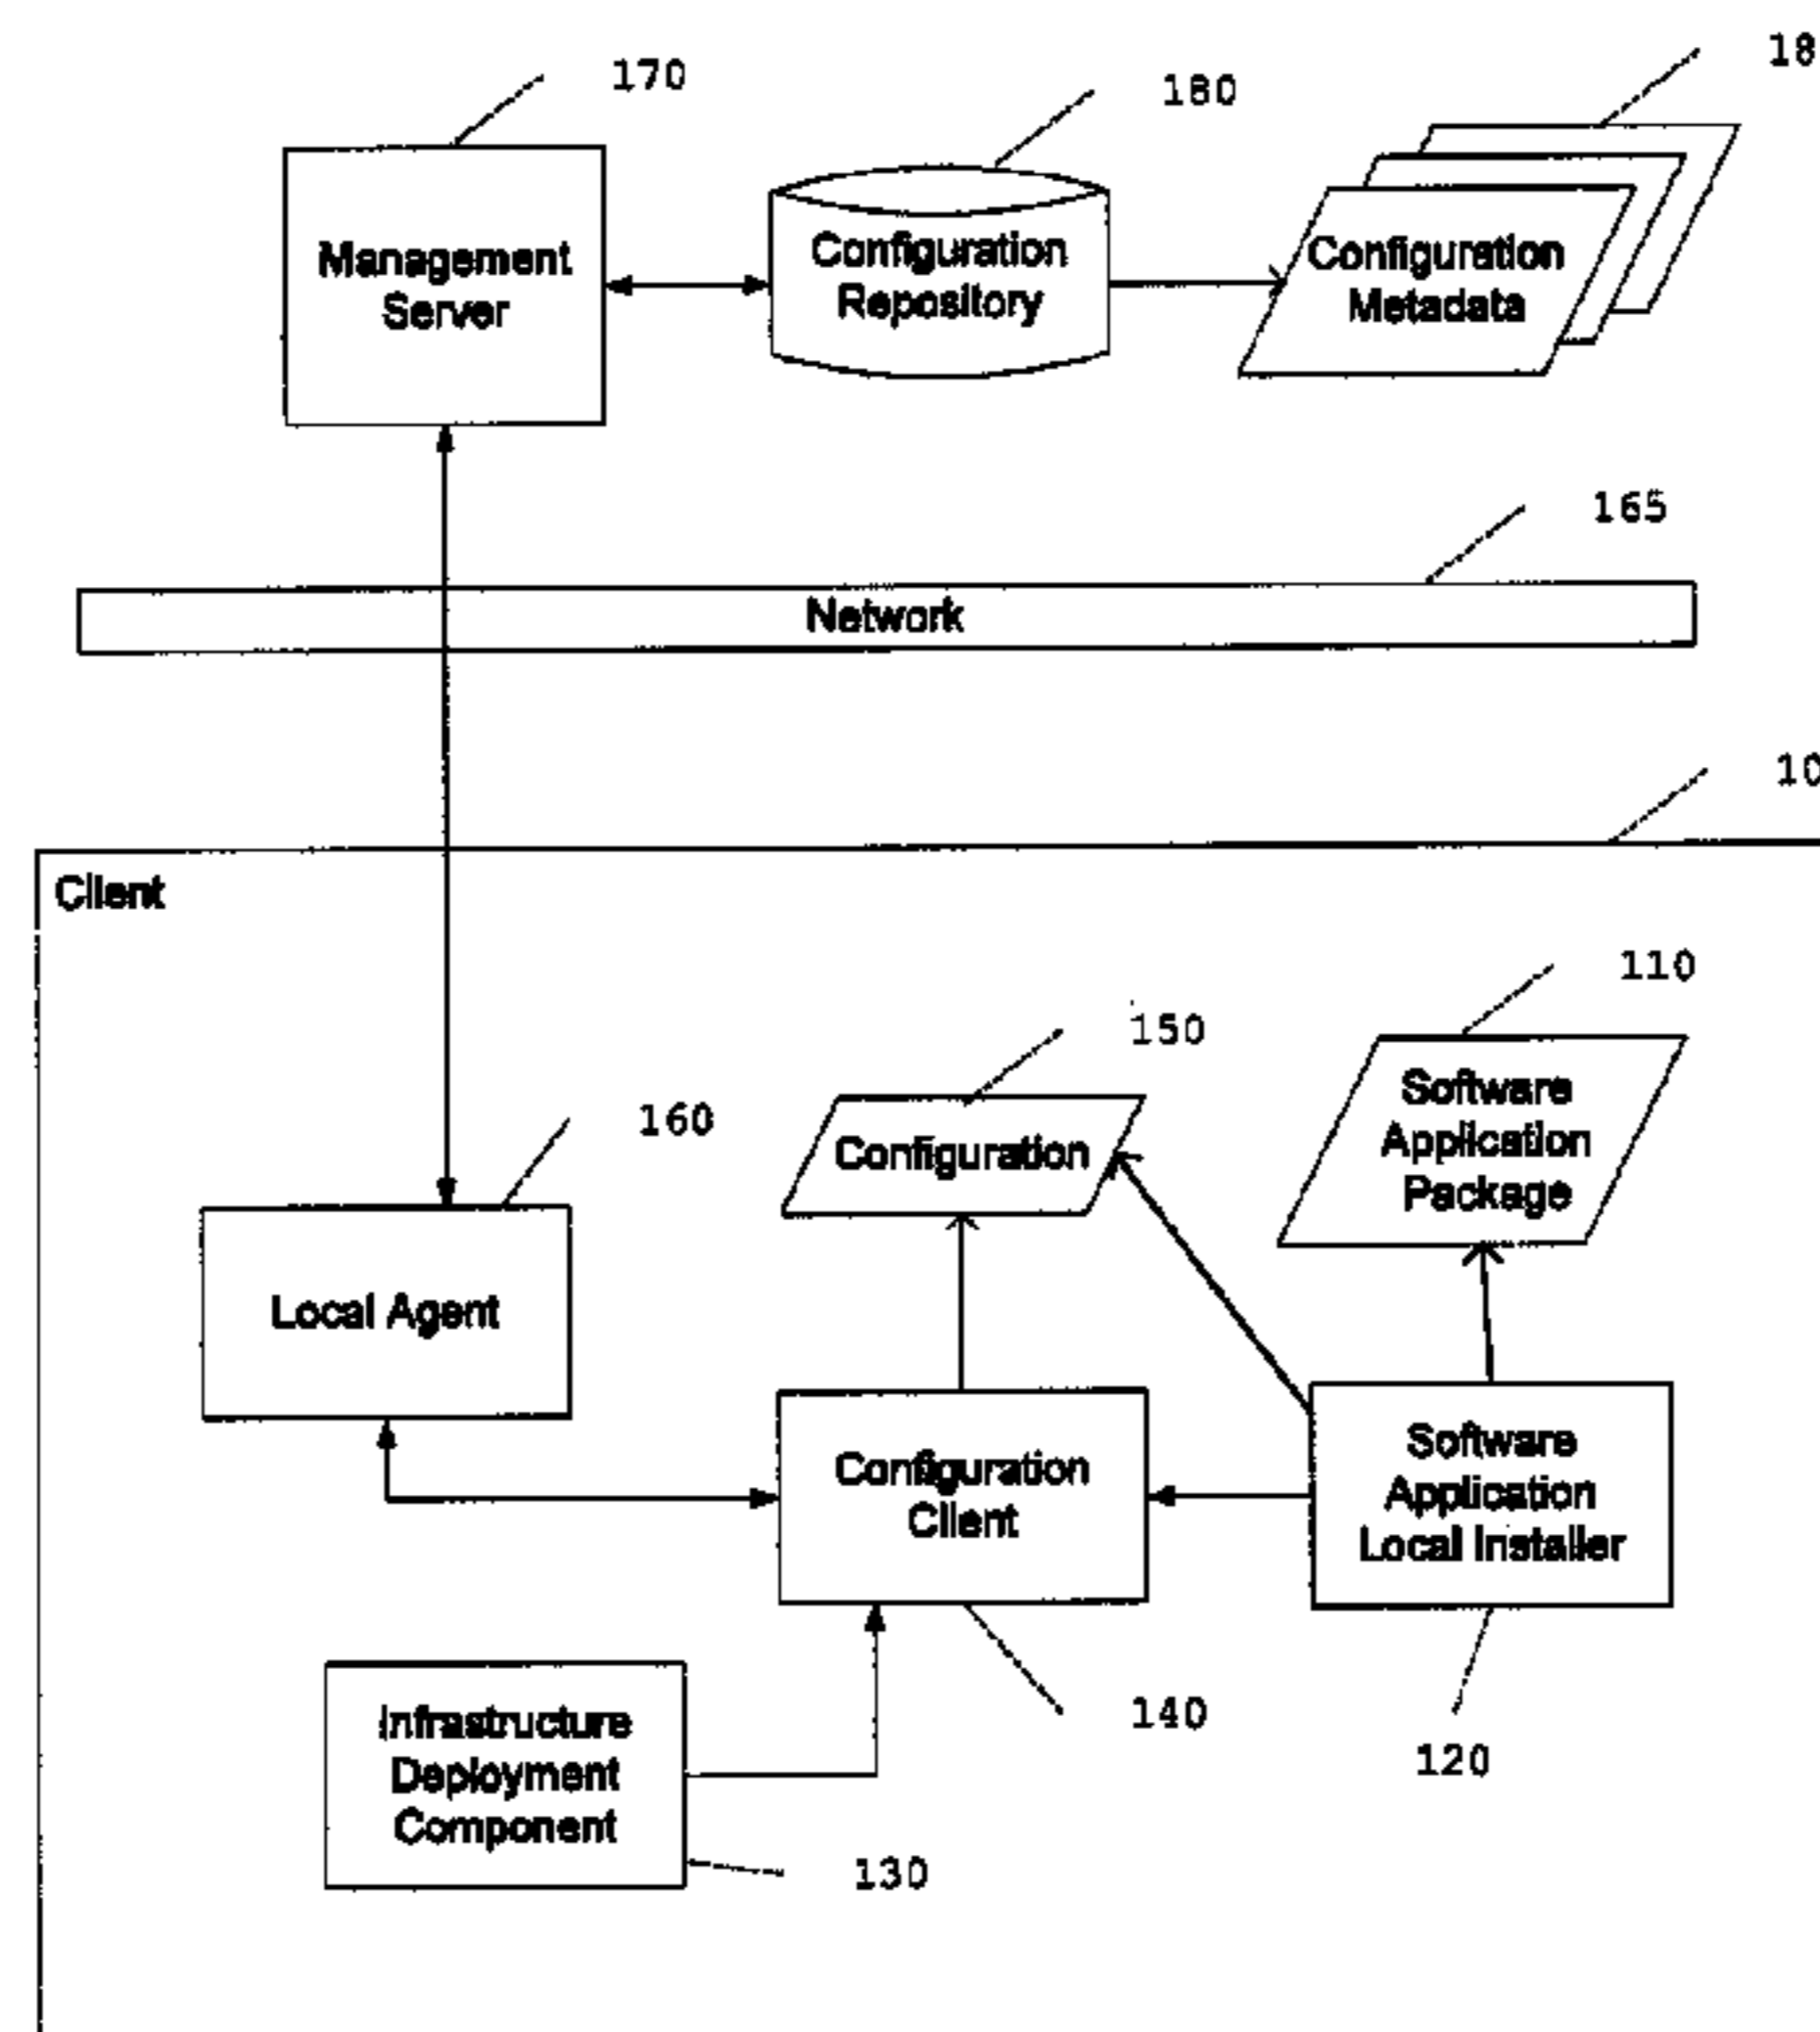 170
180
18
Management
Server
Configuration
Repository
Configuration
Metadata
165
Network
10
Client
110
150
Software
Application
Package
160
Configuration
Local Agent
Software
Application
Local Installer
Configuration
Client
Infrastructure
Deployment
Component
140
120
130